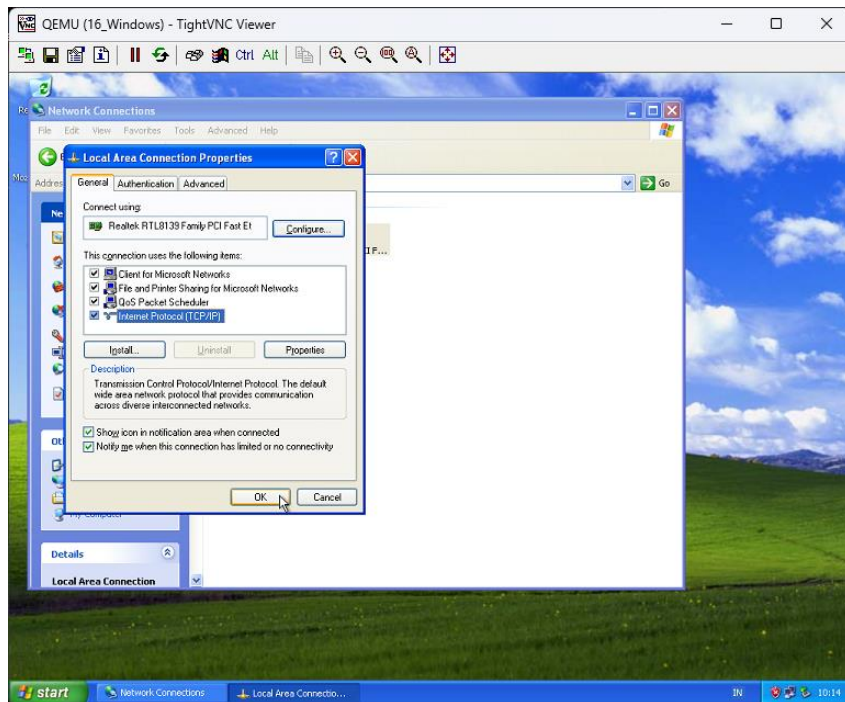 QEMU (16_Windows) - TightVNC Viewer
Ctrl Alt
Network Connections
File Edit View Favorites Tools Advanced Help
Address
Go
Local Area Connection Properties
General Authentication Advanced
Connect using:
Realtek RTL8139 Family PCI Fast Et
Configure...
This connection uses the following items:
Client for Microsoft Networks
File and Printer Sharing for Microsoft Networks
QoS Packet Scheduler
Internet Protocol (TCP/IP)
Install... Uninstall Properties
Description
Transmission Control Protocol/Internet Protocol. The default
wide area network protocol that provides communication
across diverse interconnected networks.
Show icon in notification area when connected
Notify me when this connection has limited or no connectivity
OK Cancel
My Computer
Details
Local Area Connection
start Network Connections Local Area Connectio... IN 10:14